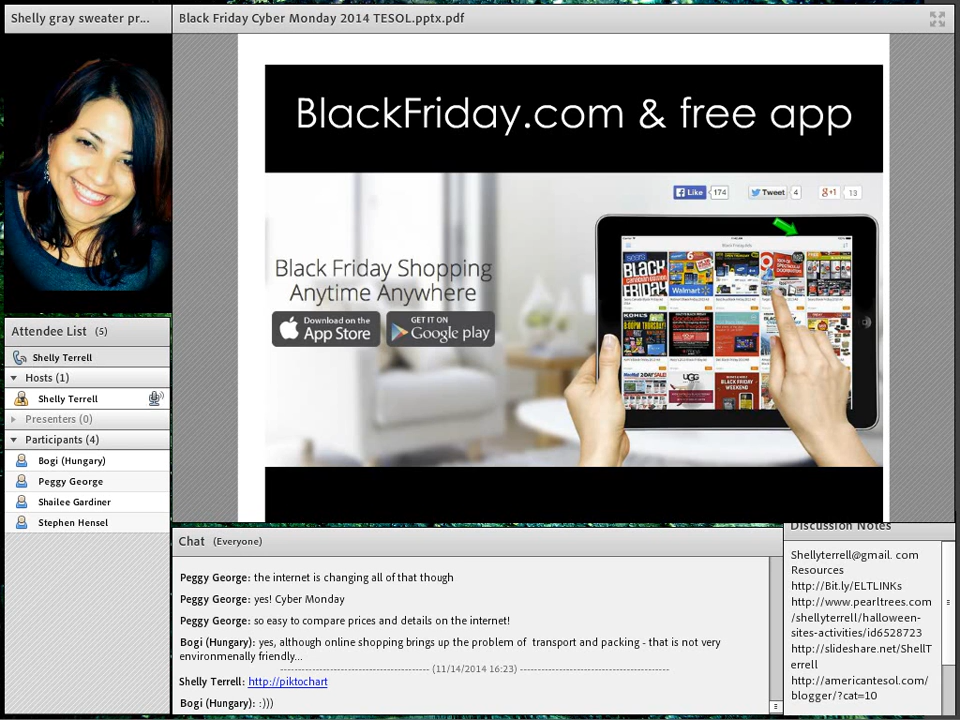 Shelly gray sweater pr...
Black Friday Cyber Monday 2014 TESOL.pptx.pdf
BlackFriday.com & free app
Like 174
Tweet 4
+1 13
Black Friday Shopping
Anytime Anywhere
Download on the
App Store
GET IT ON
Google play
sears
BLACK
FRIDAY
Walmart
KOHL'S
UGG
BLACK FRIDAY
WEEKEND
Attendee List (5)
Shelly Terrell
Hosts (1)
Shelly Terrell
Presenters (0)
Participants (4)
Bogi (Hungary)
Peggy George
Shailee Gardiner
Stephen Hensel
Chat (Everyone)
Peggy George: the internet is changing all of that though
Peggy George: yes! Cyber Monday
Peggy George: so easy to compare prices and details on the internet!
Bogi (Hungary): yes, although online shopping brings up the problem of transport and packing - that is not very
environmenally friendly...
(11/14/2014 16:23)
Shelly Terrell: http://piktochart
Bogi (Hungary): :)))
Discussion Notes
Shellyterrell@gmail. com
Resources
http://Bit.ly/ELTLINKs
http://www.pearltrees.com
/shellyterrell/halloween-
sites-activities/id6528723
http://slideshare.net/ShellT
errell
http://americantesol.com/
blogger/?cat=10